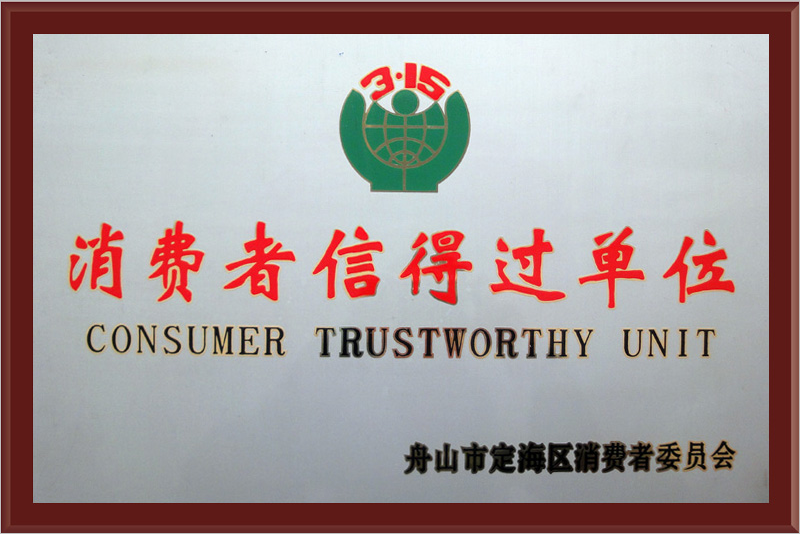 3·15
消费者信得过单位
CONSUMER TRUSTWORTHY UNIT
舟山市定海区消费者委员会